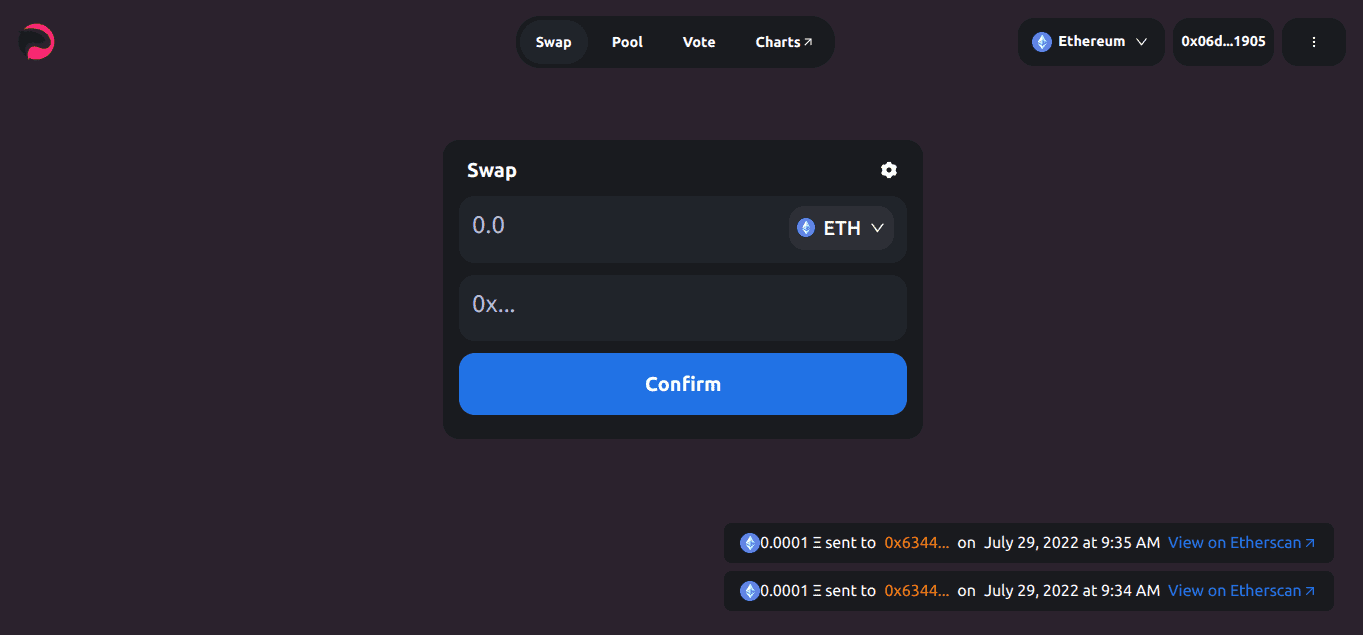 Swap Pool Vote Charts↗ Ethereum 0x06d...1905
Swap
0.0 ETH
0x...
Confirm
0.0001 Ξ sent to 0x6344... on July 29, 2022 at 9:35 AM View on Etherscan↗
0.0001 Ξ sent to 0x6344... on July 29, 2022 at 9:34 AM View on Etherscan↗